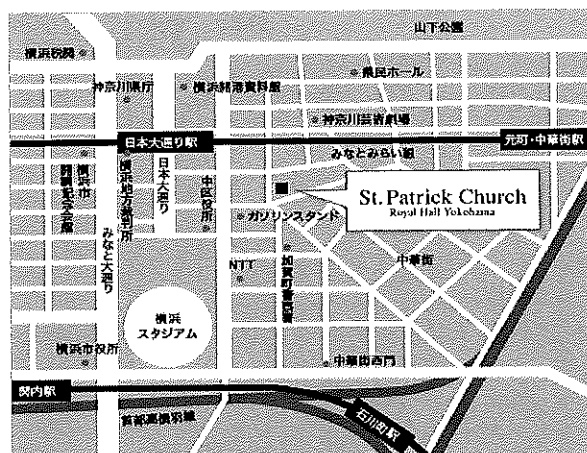 山下公園
横浜税関
県民ホール
神奈川県庁
横浜開港資料館
神奈川芸術劇場
日本大通り駅
元町・中華街駅
みなとみらい線
横浜市
開港記念会館
横浜地方裁判所
日本大通り
中区役所
St. Patrick Church
Royal Hall Yokohama
ガソリンスタンド
みなと大通り
NTT
加賀町警察署
中華街
横浜
スタジアム
横浜市役所
中華街西門
関内駅
首都高横羽線
石川町駅